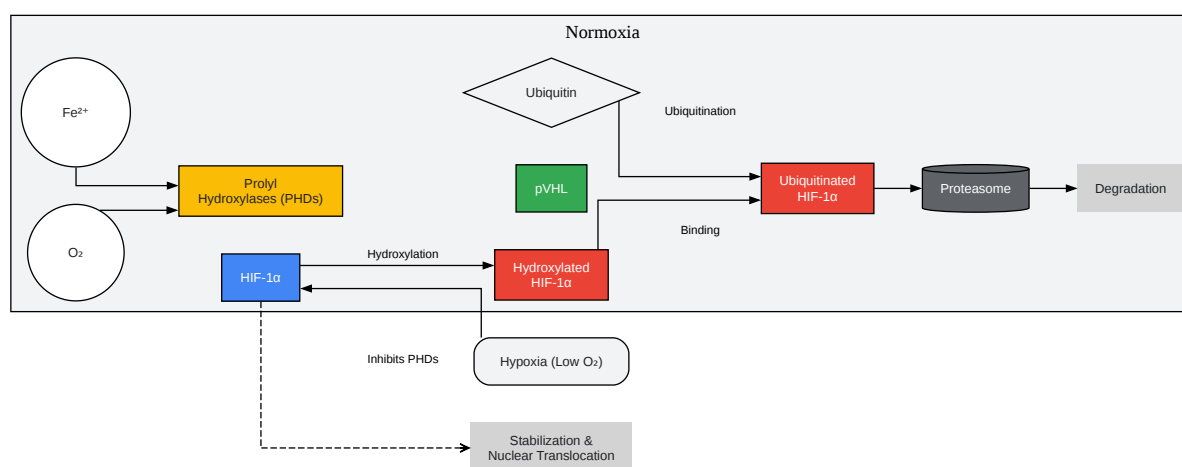 Normoxia
Fe²⁺
Ubiquitin
Ubiquitination
Prolyl
Hydroxylases (PHDs)
pVHL
Ubiquitinated
HIF-1α
Proteasome
Degradation
O₂
Binding
Hydroxylation
HIF-1α
Hydroxylated
HIF-1α
Inhibits PHDs
Hypoxia (Low O₂)
Stabilization &
Nuclear Translocation